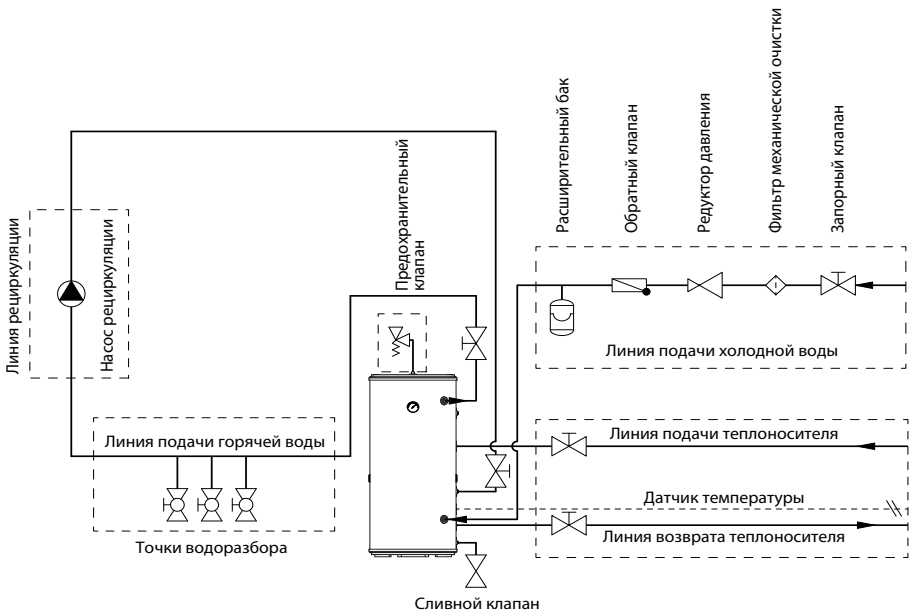 Линия рециркуляции
Насос рециркуляции
Предохранительный
клапан
Расширительный бак
Обратный клапан
Редуктор давления
Фильтр механической очистки
Запорный клапан
Линия подачи холодной воды
Линия подачи горячей воды
Точки водоразбора
Линия подачи теплоносителя
Датчик температуры
Линия возврата теплоносителя
Сливной клапан